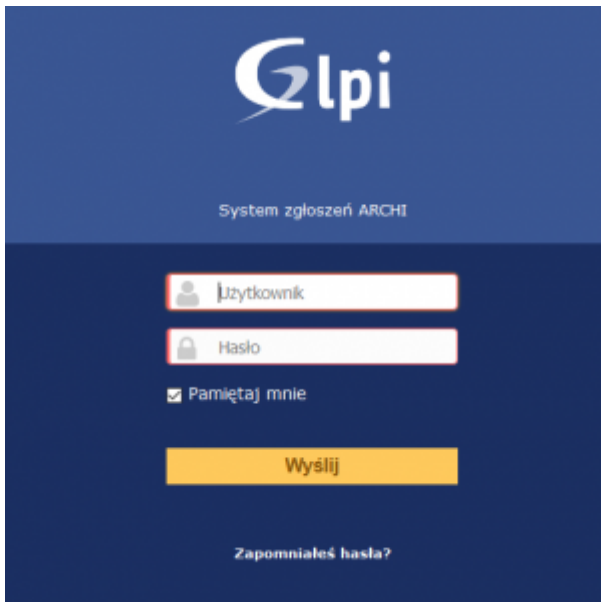 Glpi
System zgłoszeń ARCHI
Użytkownik
Hasło
Pamiętaj mnie
Wyślij
Zapomniałeś hasła?